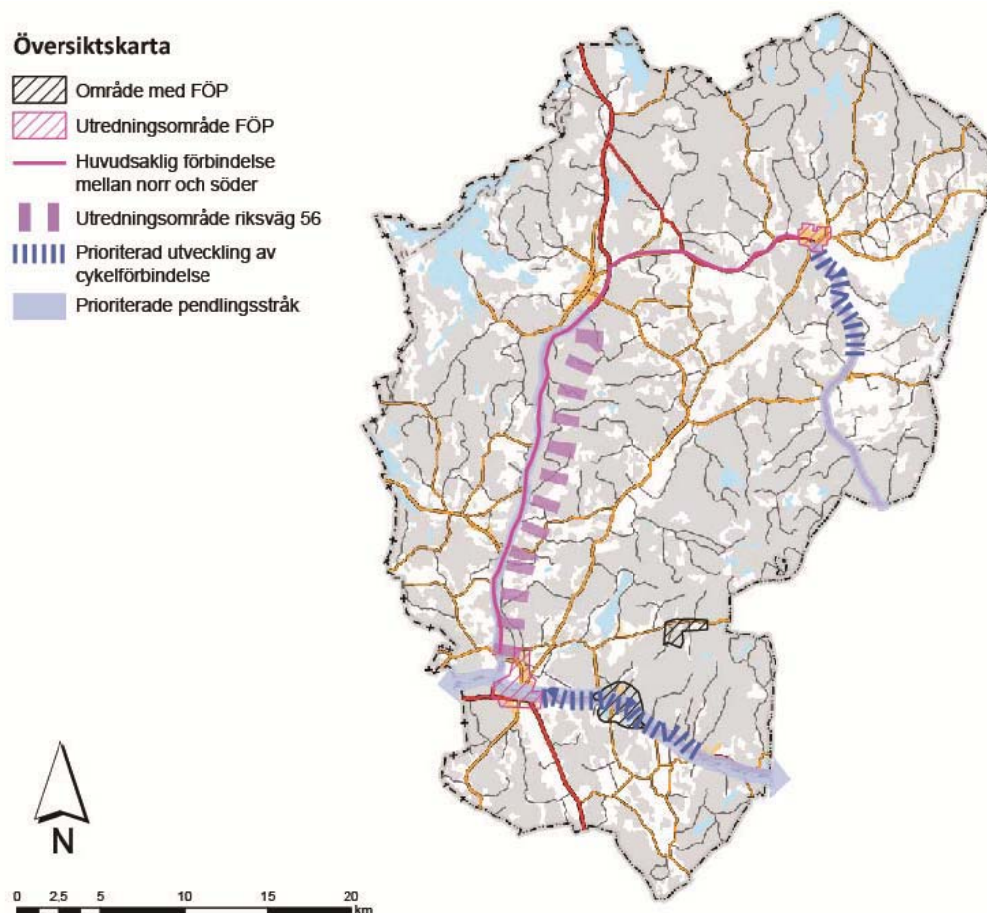 Översiktskarta
Område med FÖP
Utredningsområde FÖP
Huvudsaklig förbindelse
mellan norr och söder
Utredningsområde riksväg 56
Prioriterad utveckling av
cykelförbindelse
Prioriterade pendlingsstråk
N
0 2,5 5 10 15 20
km